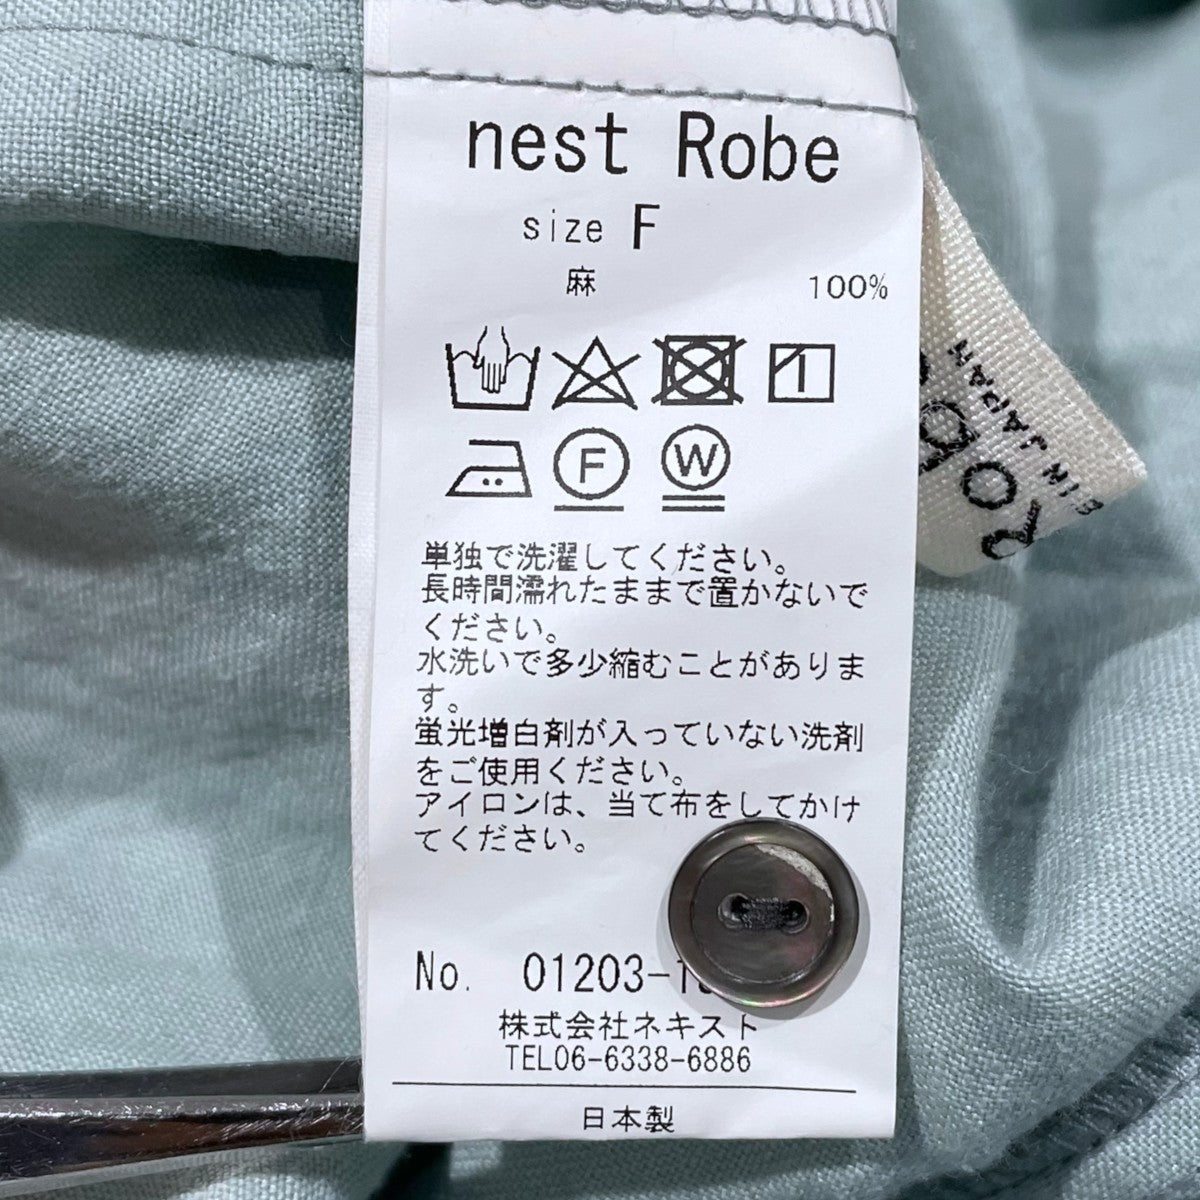 nest Robe
size F
麻 100%
F W
単独で洗濯してください。
長時間濡れたままで置かないで
ください。
水洗いで多少縮むことがありま
す。
蛍光増白剤が入っていない洗剤
をご使用ください。
アイロンは、当て布をしてかけ
てください。
No. 01203-
株式会社ネキスト
TEL06-6338-6886
日本製
Rob
IN JAPAN